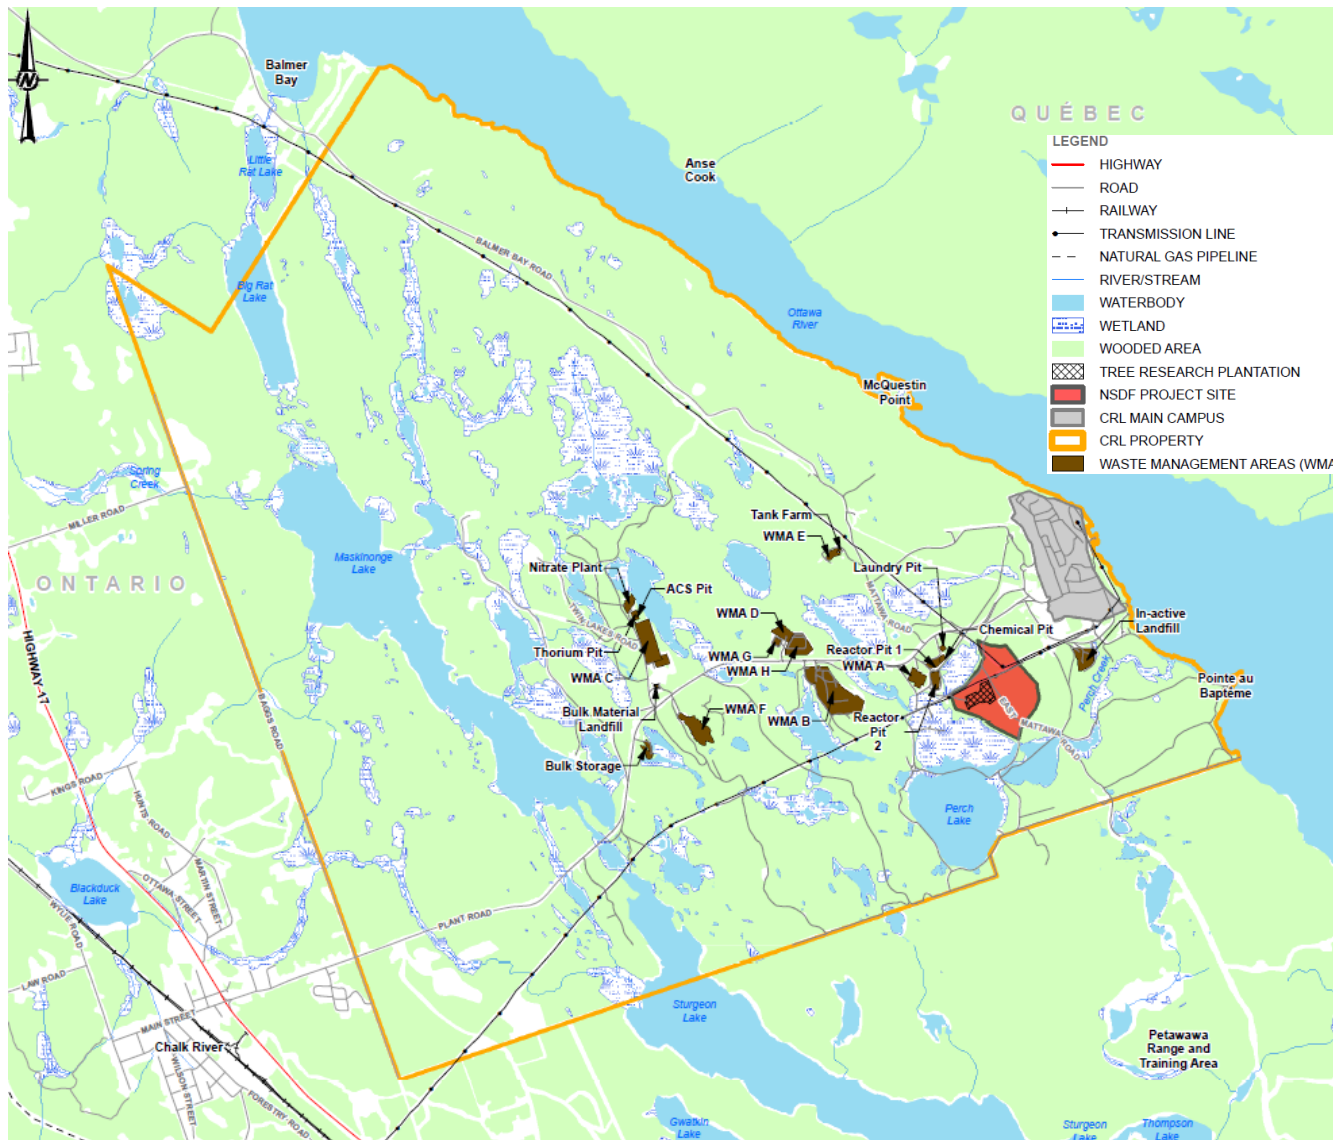 N
Balmer
Bay
QUÉBEC
LEGEND
HIGHWAY
ROAD
RAILWAY
TRANSMISSION LINE
NATURAL GAS PIPELINE
RIVER/STREAM
WATERBODY
WETLAND
WOODED AREA
TREE RESEARCH PLANTATION
NSDF PROJECT SITE
CRL MAIN CAMPUS
CRL PROPERTY
WASTE MANAGEMENT AREAS (WMA
Little
Rat Lake
Anse
Cook
BALMER BAY ROAD
Big Rat
Lake
Ottawa
River
McQuestin
Point
Spring
Creek
MILLER ROAD
Tank Farm
WMA E
Maskinonge
Lake
ONTARIO
Nitrate Plant
ACS Pit
Laundry Pit
MATTAWA ROAD
TWIN-LAKES ROAD
WMA D
In-active
Landfill
Chemical Pit
Thorium Pit
WMA G
Reactor Pit 1
WMA A
WMA H
WMA C
HIGHWAY-17
BAGGS ROAD
Perch Creek
Pointe au
Baptême
Bulk Material
Landfill
WMA F
WMA B
Reactor
Pit
2
EAST MATTAWA ROAD
Bulk Storage
KINGS ROAD
HUNTS ROAD
Perch
Lake
Blackduck
Lake
OTTAWA STREET
MARTIN STREET
WYLIE ROAD
PLANT ROAD
LAW ROAD
Sturgeon
Lake
MAIN STREET
Chalk River
WILSON STREET
FORESTRY ROAD
Petawawa
Range and
Training Area
Gwatkin
Lake
Sturgeon
Lake
Thompson
Lake